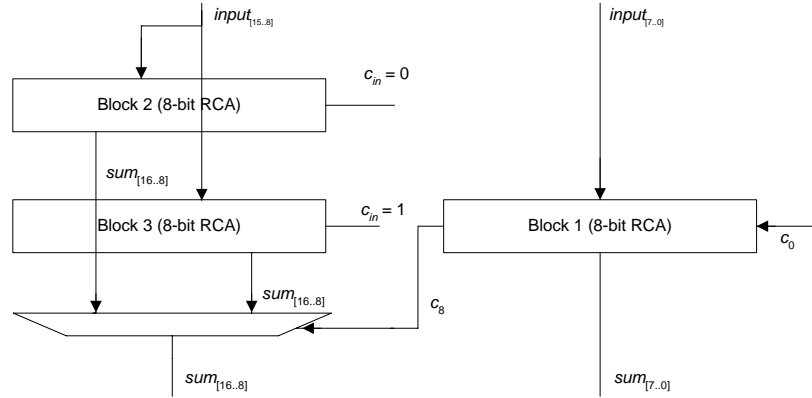 input[15..8]
input[7..0]
cin = 0
Block 2 (8-bit RCA)
sum[16..8]
cin = 1
Block 3 (8-bit RCA)
Block 1 (8-bit RCA)
c0
sum[16..8]
c8
sum[16..8]
sum[7..0]